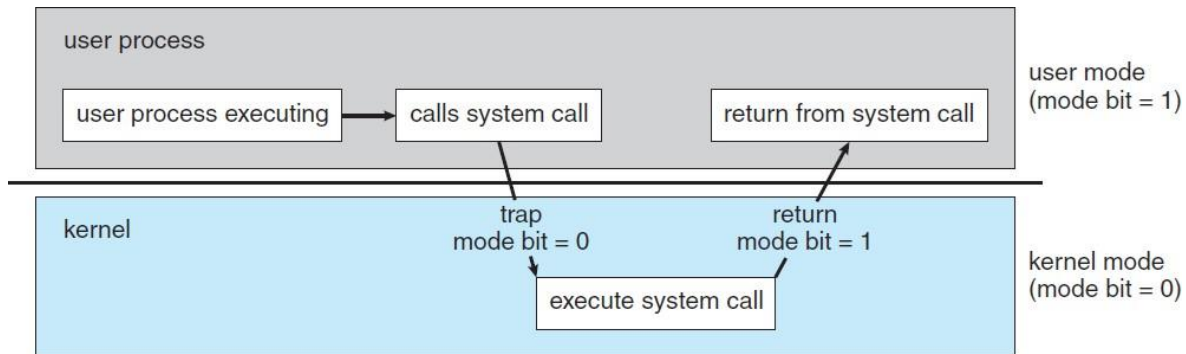 user process
user process executing
calls system call
return from system call
user mode
(mode bit = 1)
kernel
trap
mode bit = 0
return
mode bit = 1
execute system call
kernel mode
(mode bit = 0)